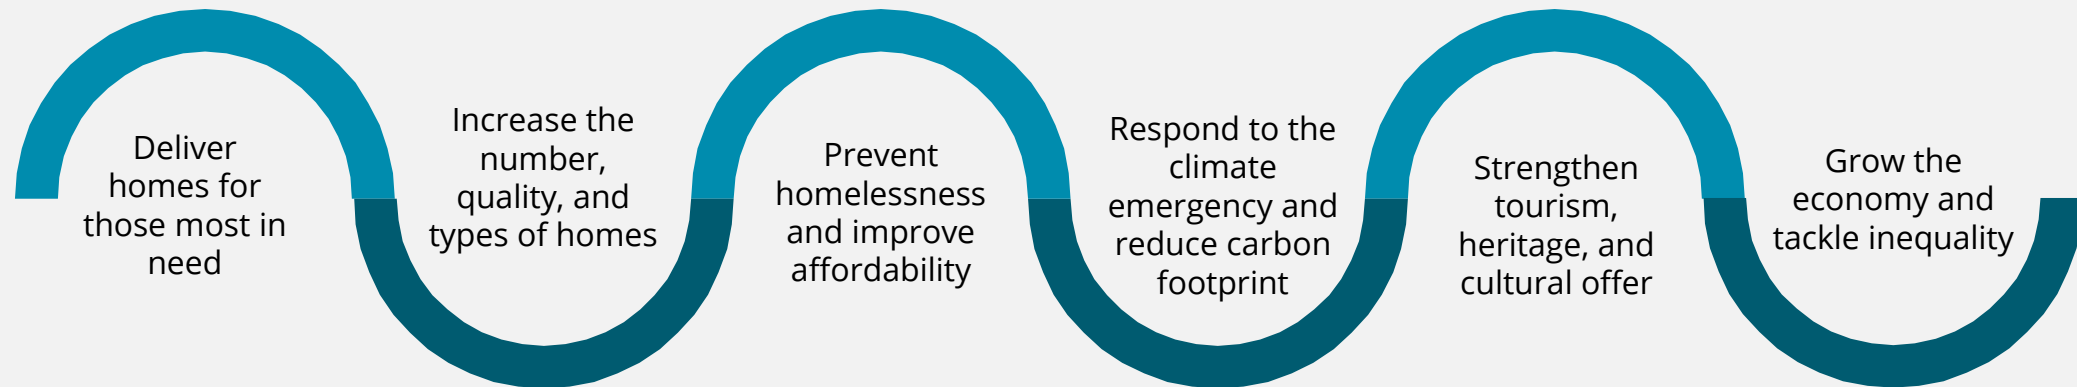 Deliver
homes for
those most in
need
Increase the
number,
quality, and
types of homes
Prevent
homelessness
and improve
affordability
Respond to the
climate
emergency and
reduce carbon
footprint
Strengthen
tourism,
heritage, and
cultural offer
Grow the
economy and
tackle inequality